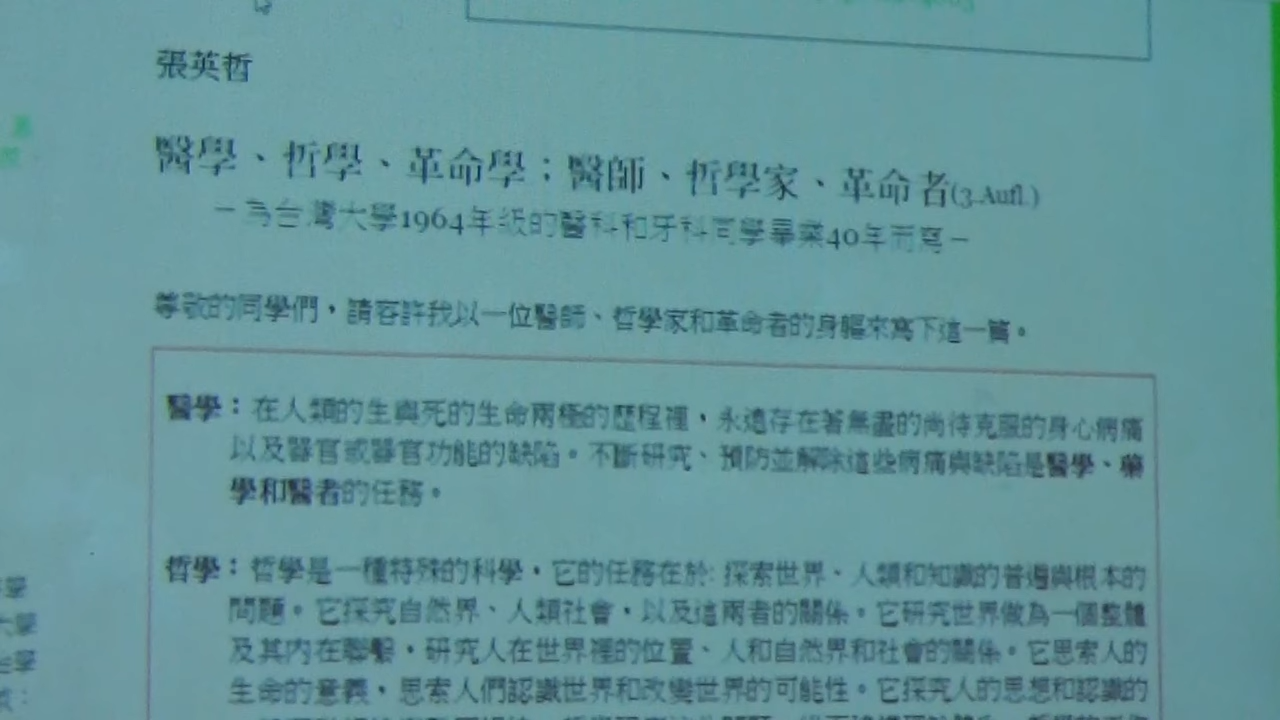 張英哲
醫學、哲學、革命學；醫師、哲學家、革命者(3.Aufl.)
－為台灣大學1964年級的醫科和牙科同學畢業40年而寫－
尊敬的同學們，請容許我以一位醫師、哲學家和革命者的身軀來寫下這一篇。
醫學：在人類的生與死的生命兩極的歷程裡，永遠存在著無盡的尚待克服的身心病痛
以及器官或器官功能的缺陷。不斷研究、預防並解除這些病痛與缺陷是醫學、藥
學和醫者的任務。
哲學：哲學是一種特殊的科學，它的任務在於: 探索世界、人類和知識的普遍與根本的
問題。它探究自然界、人類社會，以及這兩者的關係。它研究世界做為一個整體
及其內在聯繫，研究人在世界裡的位置、人和自然界和社會的關係。它思索人的
生命的意義，思索人們認識世界和改變世界的可能性。它探究人的思想和認識的